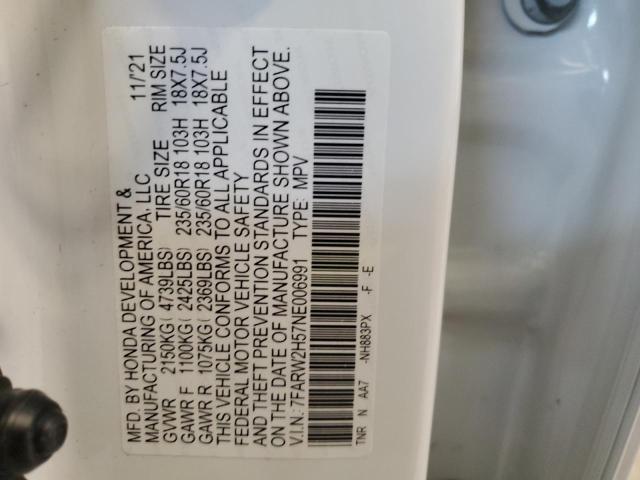 MFD. BY HONDA DEVELOPMENT &
MANUFACTURING OF AMERICA, LLC 11/'21
GVWR 2150KG( 4739LBS) TIRE SIZE RIM SIZE
GAWR F 1100KG( 2425LBS) 235/60R18 103H 18X7.5J
GAWR R 1075KG( 2369LBS) 235/60R18 103H 18X7.5J
THIS VEHICLE CONFORMS TO ALL APPLICABLE
FEDERAL MOTOR VEHICLE SAFETY
AND THEFT PREVENTION STANDARDS IN EFFECT
ON THE DATE OF MANUFACTURE SHOWN ABOVE.
V.I.N.: 7FARW2H57NE006991 TYPE: MPV
TNR N AA7 -NH883PX -F -E